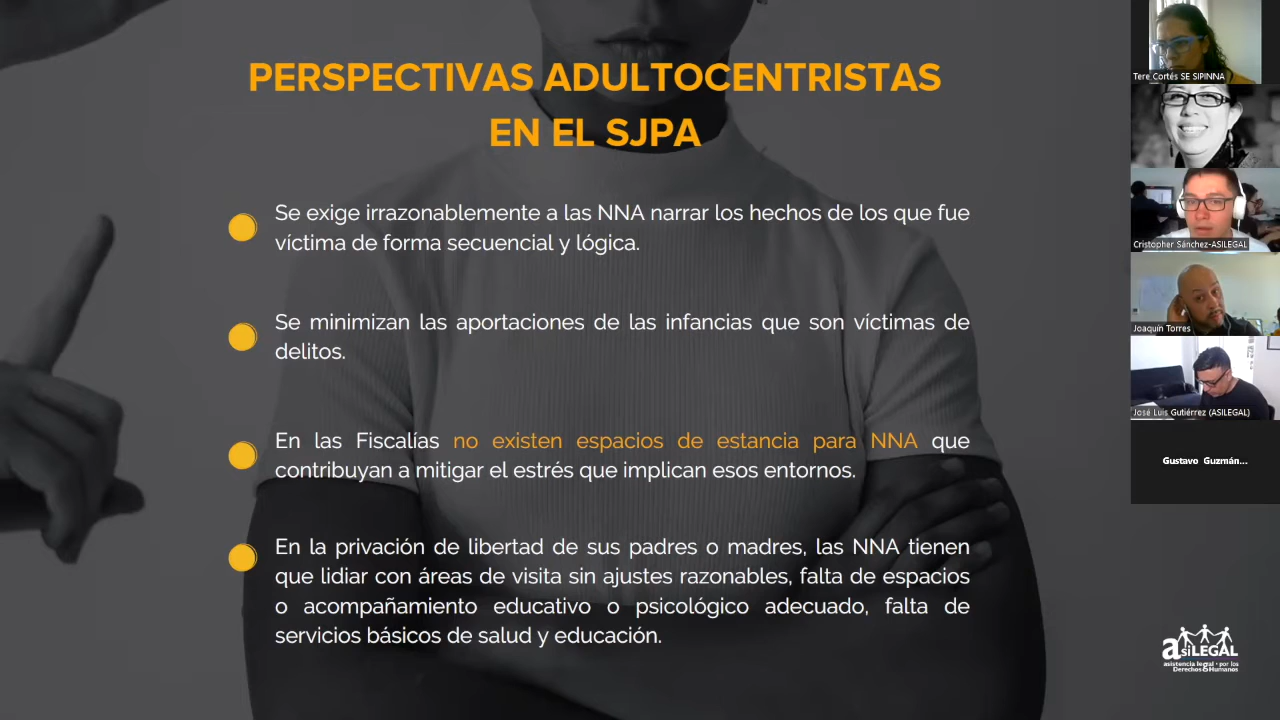 PERSPECTIVAS ADULTOCENTRISTAS
EN EL SJPA
Se exige irrazonablemente a las NNA narrar los hechos de los que fue
víctima de forma secuencial y lógica.
Se minimizan las aportaciones de las infancias que son víctimas de
delitos.
En las Fiscalías no existen espacios de estancia para NNA que
contribuyan a mitigar el estrés que implican esos entornos.
En la privación de libertad de sus padres o madres, las NNA tienen
que lidiar con áreas de visita sin ajustes razonables, falta de espacios
o acompañamiento educativo o psicológico adecuado, falta de
servicios básicos de salud y educación.
Tere Cortés SE SIPINNA
Cristopher Sánchez-ASILEGAL
Joaquín Torres
José Luis Gutiérrez (ASILEGAL)
Gustavo Guzmán...
asiLEGAL
asistencia legal · por los
Derechos Humanos